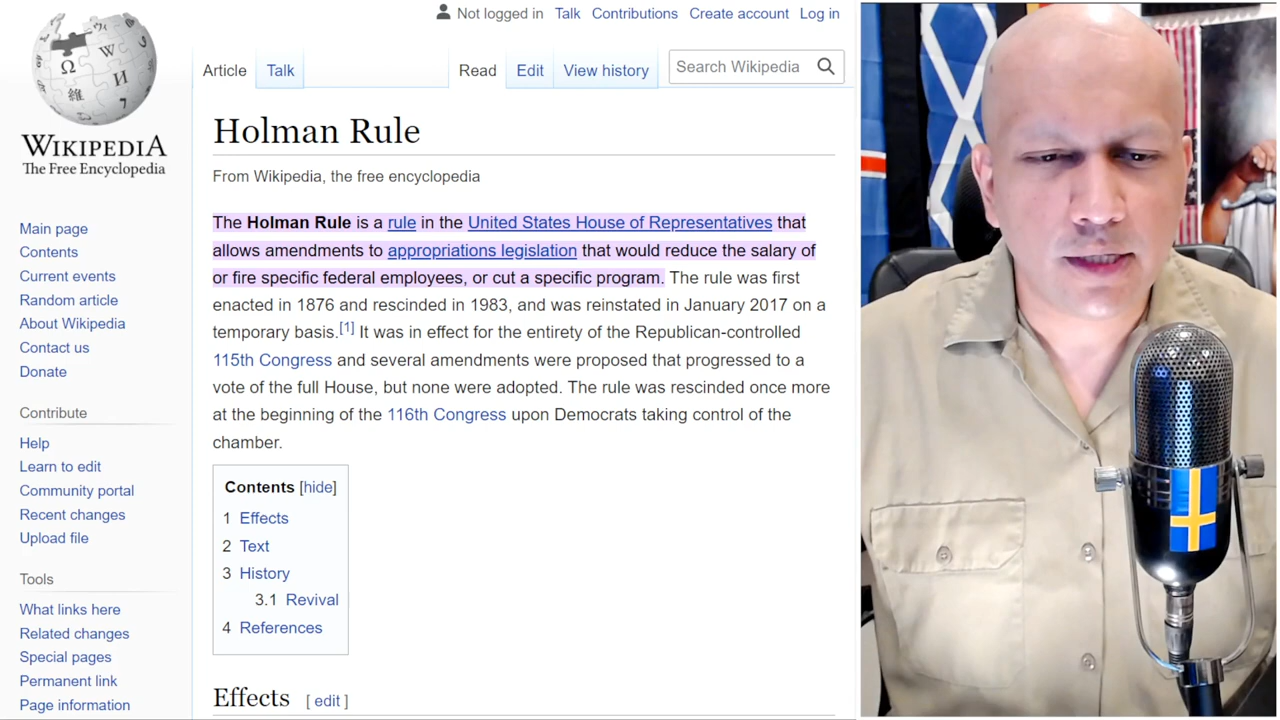 Not logged in Talk Contributions Create account Log in
Article Talk Read Edit View history Search Wikipedia
WIKIPEDIA
The Free Encyclopedia
Main page
Contents
Current events
Random article
About Wikipedia
Contact us
Donate
Contribute
Help
Learn to edit
Community portal
Recent changes
Upload file
Tools
What links here
Related changes
Special pages
Permanent link
Page information
Holman Rule
From Wikipedia, the free encyclopedia
The Holman Rule is a rule in the United States House of Representatives that
allows amendments to appropriations legislation that would reduce the salary of
or fire specific federal employees, or cut a specific program. The rule was first
enacted in 1876 and rescinded in 1983, and was reinstated in January 2017 on a
temporary basis.[1] It was in effect for the entirety of the Republican-controlled
115th Congress and several amendments were proposed that progressed to a
vote of the full House, but none were adopted. The rule was rescinded once more
at the beginning of the 116th Congress upon Democrats taking control of the
chamber.
Contents [hide]
1 Effects
2 Text
3 History
3.1 Revival
4 References
Effects [ edit ]